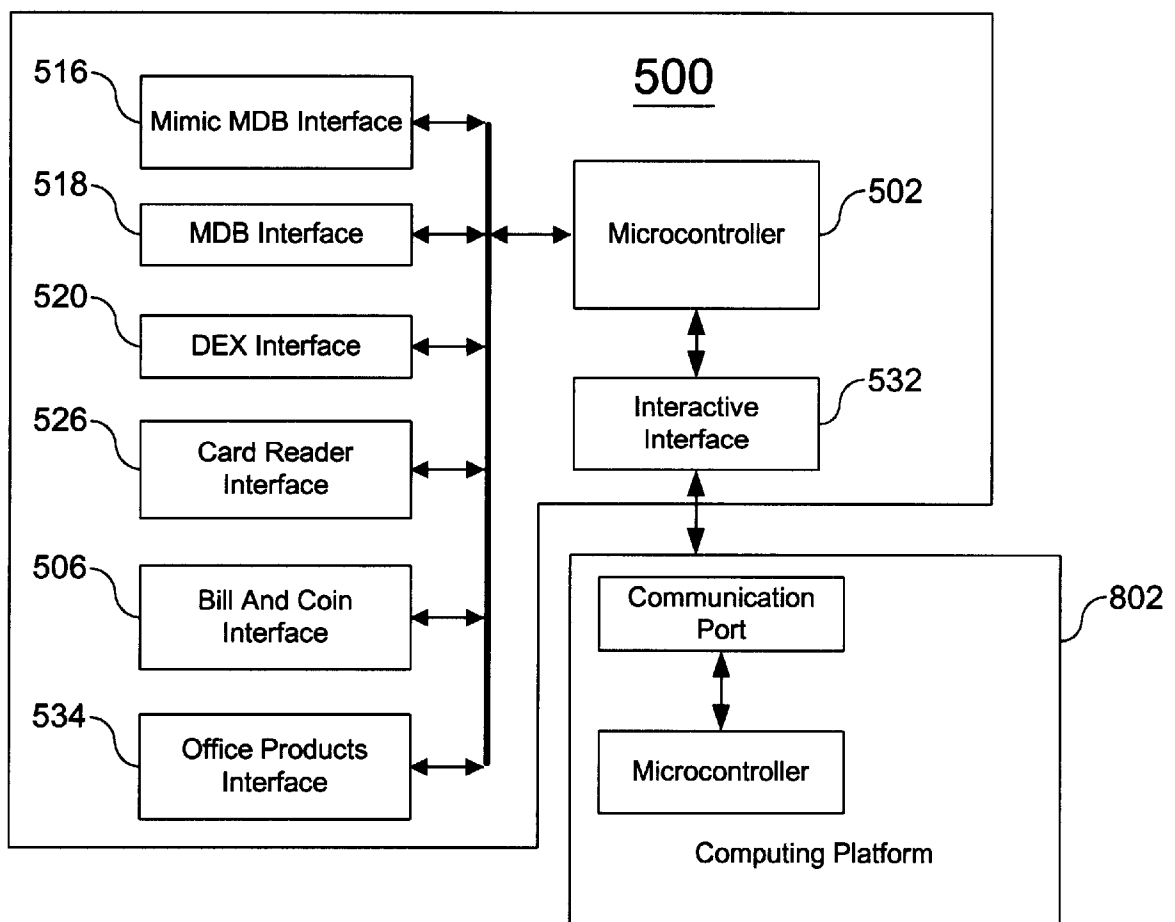 500
516
Mimic MDB Interface
518
MDB Interface
520
DEX Interface
526
Card Reader
Interface
506
Bill And Coin
Interface
534
Office Products
Interface
502
Microcontroller
532
Interactive
Interface
802
Communication
Port
Microcontroller
Computing Platform